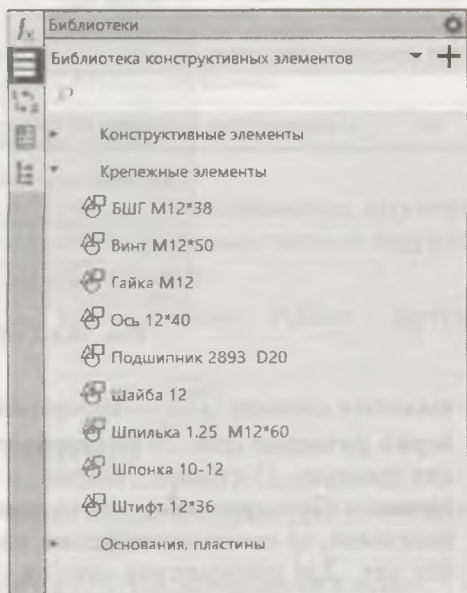 Библиотеки
Библиотека конструктивных элементов
Конструктивные элементы
Крепежные элементы
БШГ М12*38
Винт М12*50
Гайка М12
Ось 12*40
Подшипник 2893 D20
Шайба 12
Шпилька 1.25 М12*60
Шпонка 10-12
Штифт 12*36
Основания, пластины